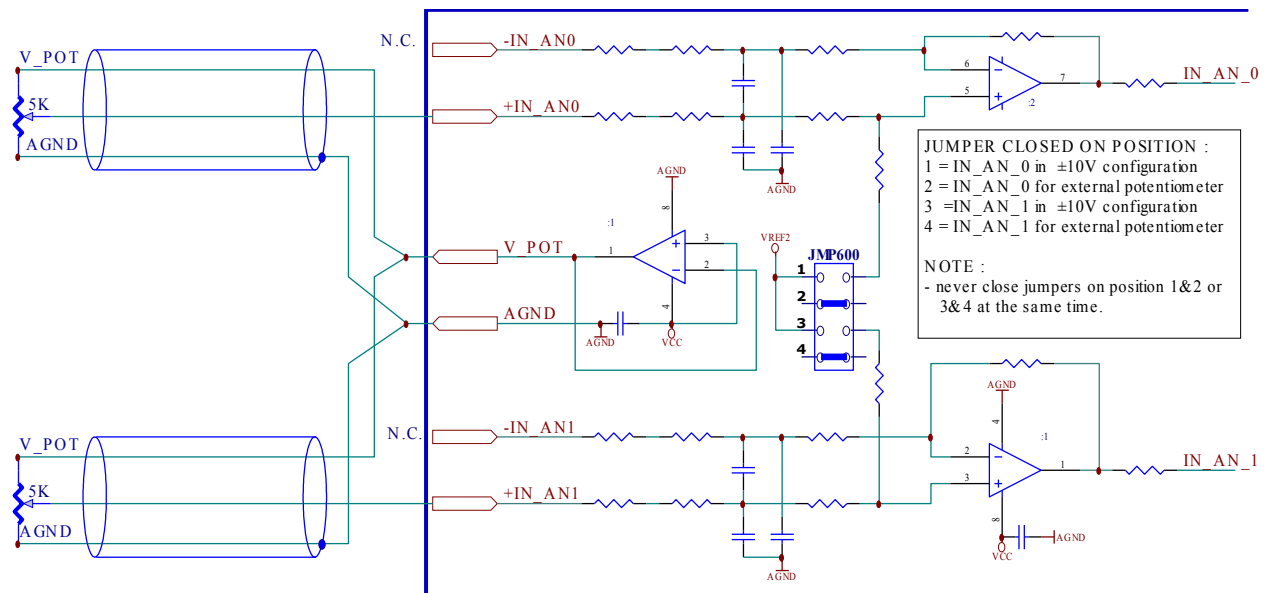 N.C.
-IN_AN0
V_POT
6
7
IN_AN_0
5K
+IN_AN0
5
:2
AGND
AGND
AGND
JUMPER CLOSED ON POSITION :
1 = IN_AN_0 in ±10V configuration
2 = IN_AN_0 for external potentiometer
3 =IN_AN_1 in ±10V configuration
4 = IN_AN_1 for external potentiometer
NOTE :
- never close jumpers on position 1&2 or
3&4 at the same time.
8
:1
V_POT
1
3
2
VREF2
JMP600
1
2
3
4
AGND
4
AGND
VCC
N.C.
-IN_AN1
AGND
4
V_POT
2
:1
1
IN_AN_1
5K
+IN_AN1
3
AGND
8
AGND
VCC
AGND